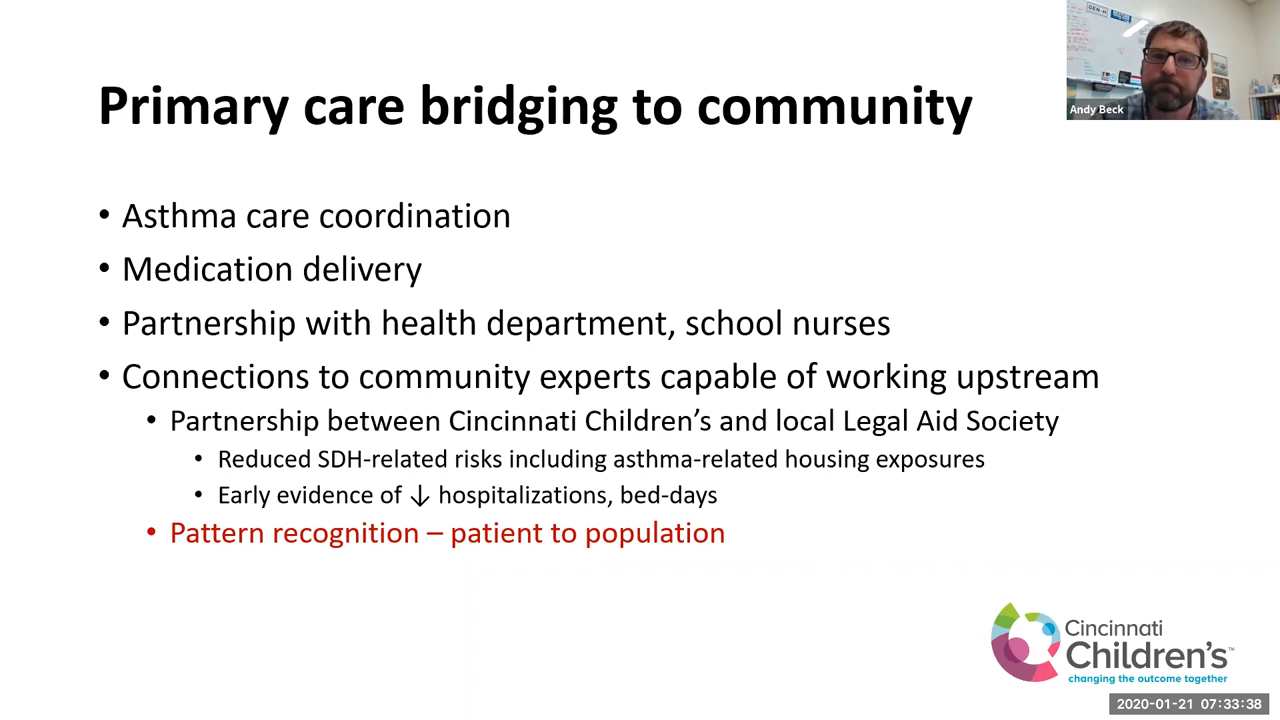 Primary care bridging to community
GEN-H
Andy Beck
• Asthma care coordination
• Medication delivery
• Partnership with health department, school nurses
• Connections to community experts capable of working upstream
• Partnership between Cincinnati Children’s and local Legal Aid Society
• Reduced SDH-related risks including asthma-related housing exposures
• Early evidence of ↓ hospitalizations, bed-days
• Pattern recognition – patient to population
Cincinnati
Children’s™
changing the outcome together
2020-01-21 07:33:38